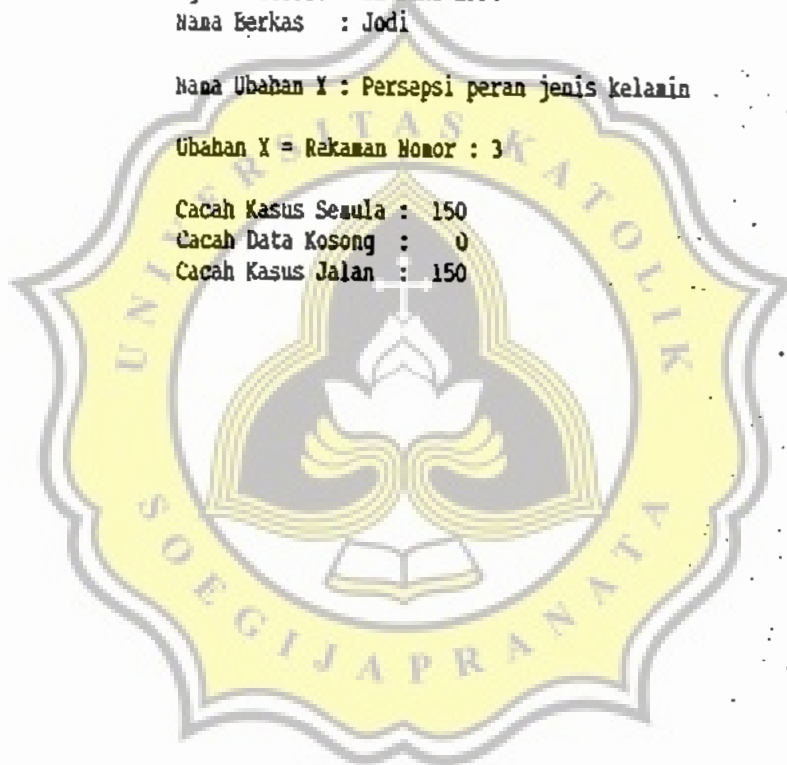 Nama Berkas : Jodi
Nama Ubahan X : Persepsi peran jenis kelamin
Ubahan X = Rekaman Nomor : 3
Cacah Kasus Semula : 150
Cacah Data Kosong : 0
Cacah Kasus Jalan : 150
UNIVERSITAS KATOLIK
SOEGIJAPRANATA